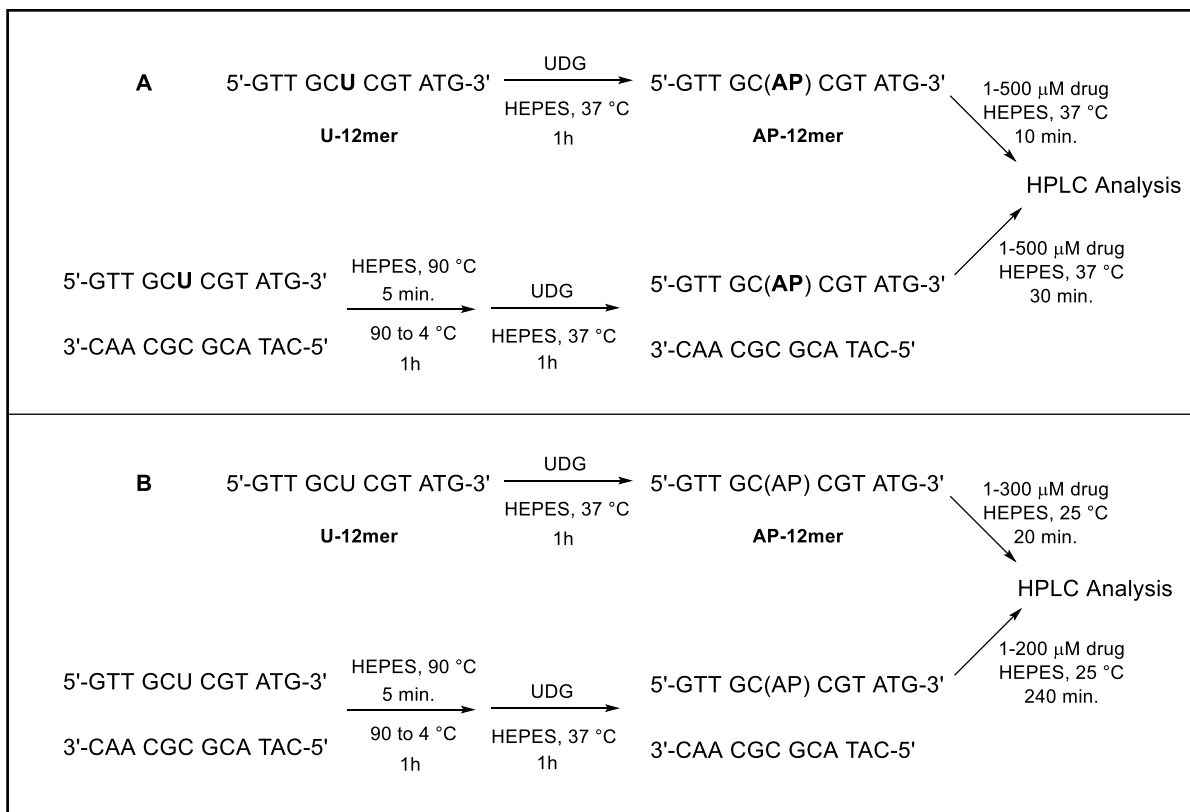 A
5'-GTT GCU CGT ATG-3'
U-12mer
UDG
HEPES, 37 °C
1h
5'-GTT GC(AP) CGT ATG-3'
AP-12mer
1-500 μM drug
HEPES, 37 °C
10 min.
HPLC Analysis
5'-GTT GCU CGT ATG-3'
3'-CAA CGC GCA TAC-5'
HEPES, 90 °C
5 min.
90 to 4 °C
1h
UDG
HEPES, 37 °C
1h
5'-GTT GC(AP) CGT ATG-3'
3'-CAA CGC GCA TAC-5'
1-500 μM drug
HEPES, 37 °C
30 min.
B
5'-GTT GCU CGT ATG-3'
U-12mer
UDG
HEPES, 37 °C
1h
5'-GTT GC(AP) CGT ATG-3'
AP-12mer
1-300 μM drug
HEPES, 25 °C
20 min.
HPLC Analysis
5'-GTT GCU CGT ATG-3'
3'-CAA CGC GCA TAC-5'
HEPES, 90 °C
5 min.
90 to 4 °C
1h
UDG
HEPES, 37 °C
1h
5'-GTT GC(AP) CGT ATG-3'
3'-CAA CGC GCA TAC-5'
1-200 μM drug
HEPES, 25 °C
240 min.